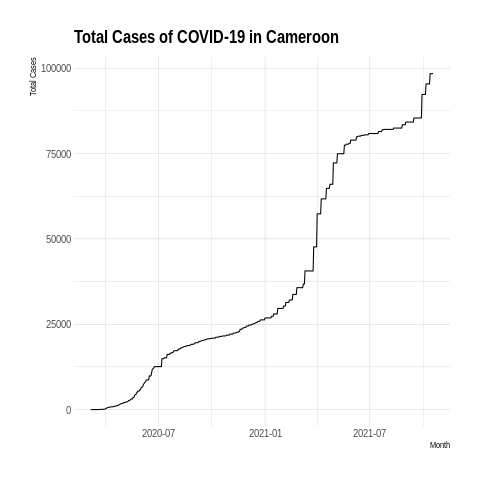 Total Cases of COVID-19 in Cameroon
Total Cases
100000
75000
50000
25000
0
2020-07 2021-01 2021-07
Month